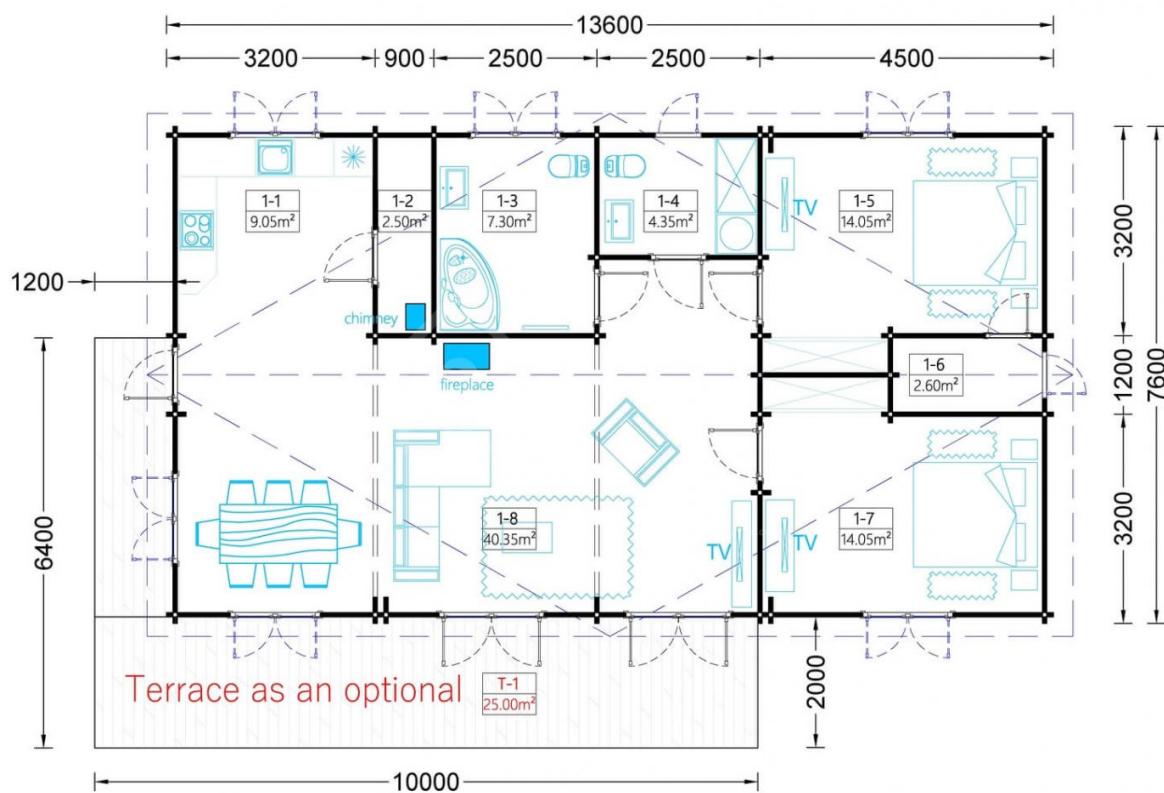 13600
3200
900
2500
2500
4500
1-1
9.05m²
1-2
2.50m²
1-3
7.30m²
1-4
4.35m²
TV
1-5
14.05m²
3200
1200
chimney
fireplace
1-6
2.60m²
1200
7600
6400
1-8
40.35m²
TV
TV
1-7
14.05m²
3200
Terrace as an optional
T-1
25.00m²
2000
10000